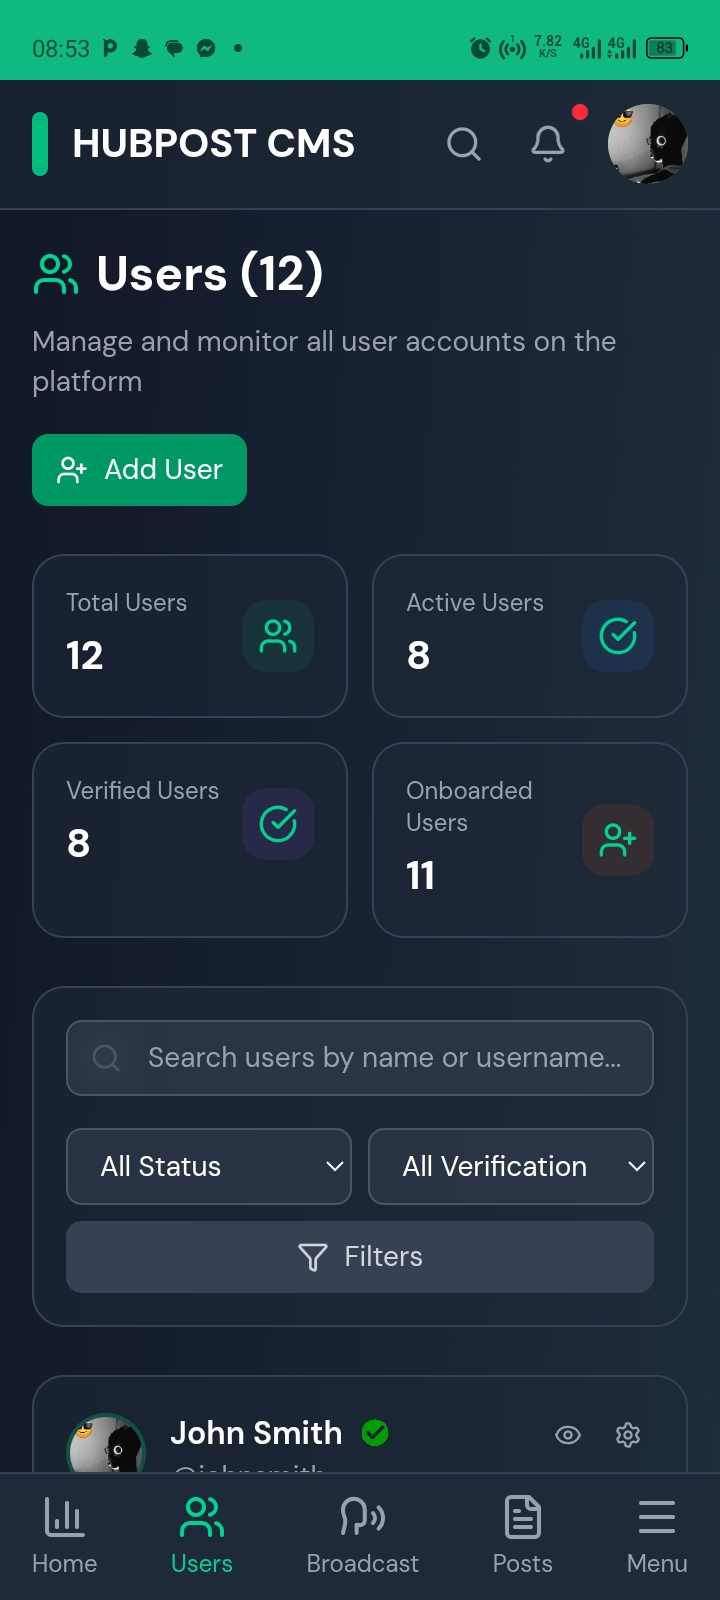 08:53
7.82
K/S
4G
4G
83
HUBPOST CMS
Users (12)
Manage and monitor all user accounts on the
platform
Add User
Total Users
12
Active Users
8
Verified Users
8
Onboarded
Users
11
Search users by name or username...
All Status
All Verification
Filters
John Smith
@johnsmith
Home
Users
Broadcast
Posts
Menu